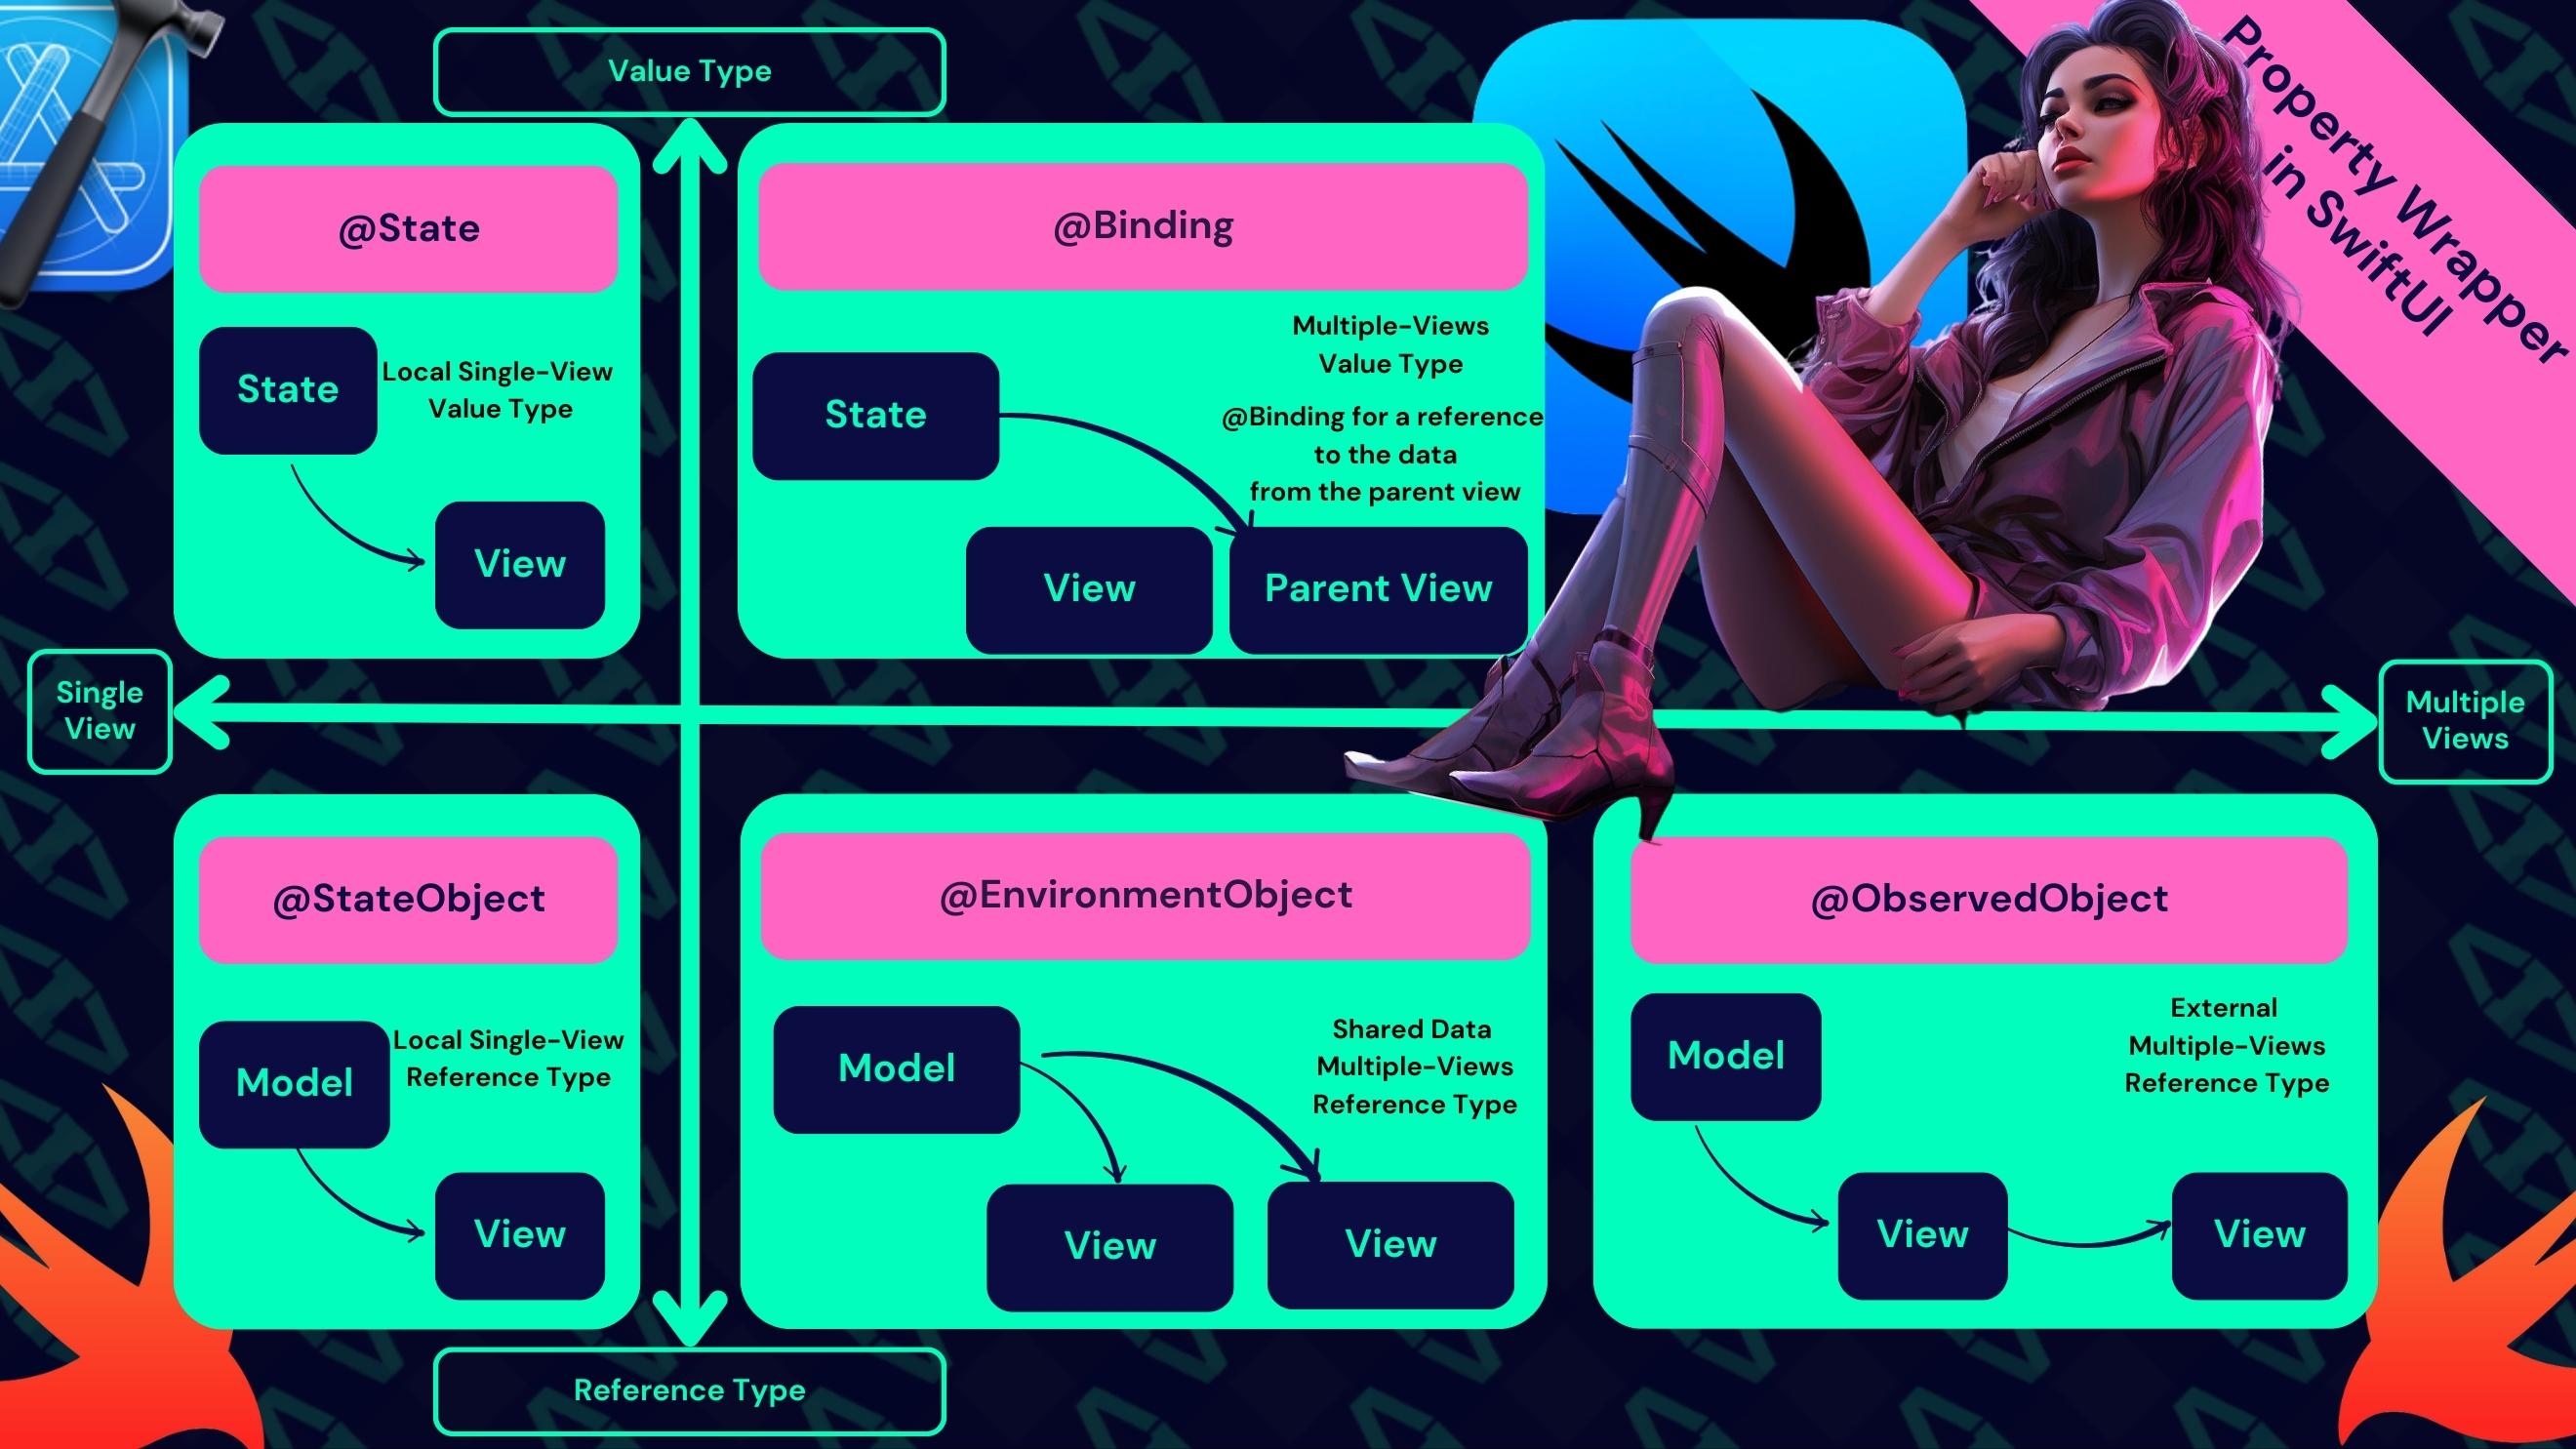 Value Type
Property Wrapper
in SwiftUI
@State
State
Local Single-View
Value Type
View
@Binding
Multiple-Views
Value Type
@Binding for a reference
to the data
from the parent view
State
View
Parent View
Single
View
Multiple
Views
@StateObject
Model
Local Single-View
Reference Type
View
@EnvironmentObject
Model
Shared Data
Multiple-Views
Reference Type
View
View
@ObservedObject
Model
External
Multiple-Views
Reference Type
View
View
Reference Type